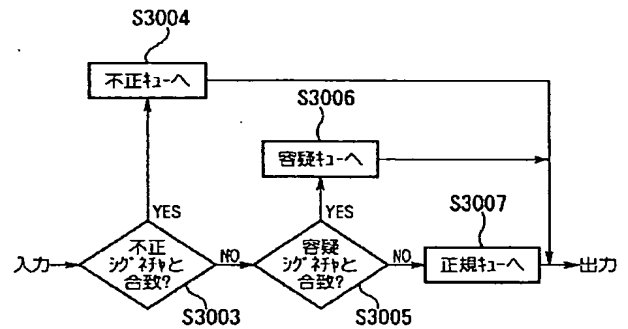 S3004
不正ｷｭｰへ
S3006
容疑ｷｭｰへ
S3007
YES
YES
入力
不正
ｼｸﾞﾈﾁｬと
合致?
NO
容疑
ｼｸﾞﾈﾁｬと
合致?
NO
正規ｷｭｰへ
出力
S3003
S3005